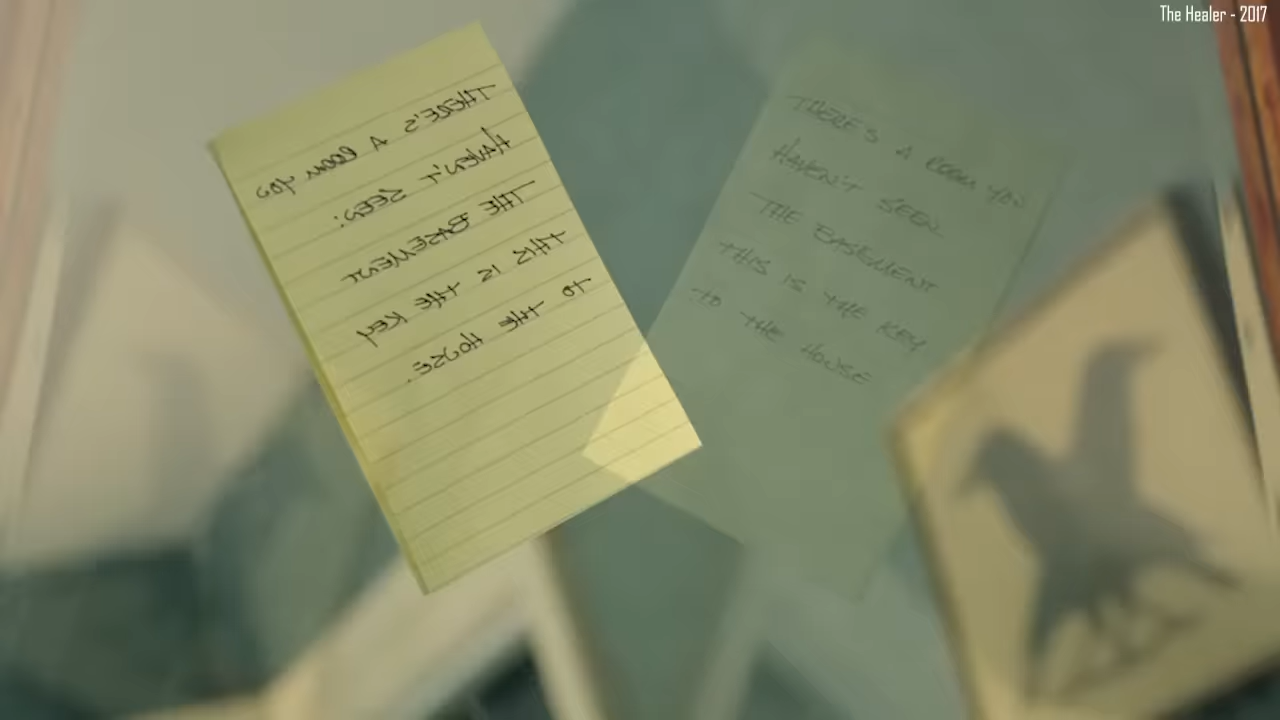 The Healer - 2017
THERE'S A ROOM YOU
HAVEN'T SEEN:
THE BASEMENT
THIS IS THE KEY
TO THE HOUSE.
THERE'S A ROOM YOU
HAVEN'T SEEN
THE BASEMENT
THIS IS THE KEY
TO THE HOUSE